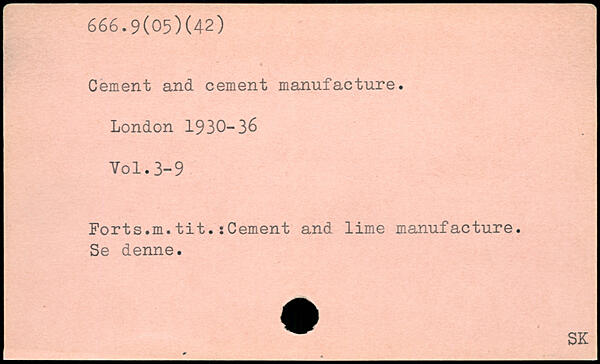 666.9(05)(42)
Cement and cement manufacture.
London 1930-36
Vol.3-9
Forts.m.tit.:Cement and lime manufacture.
Se denne.
SK